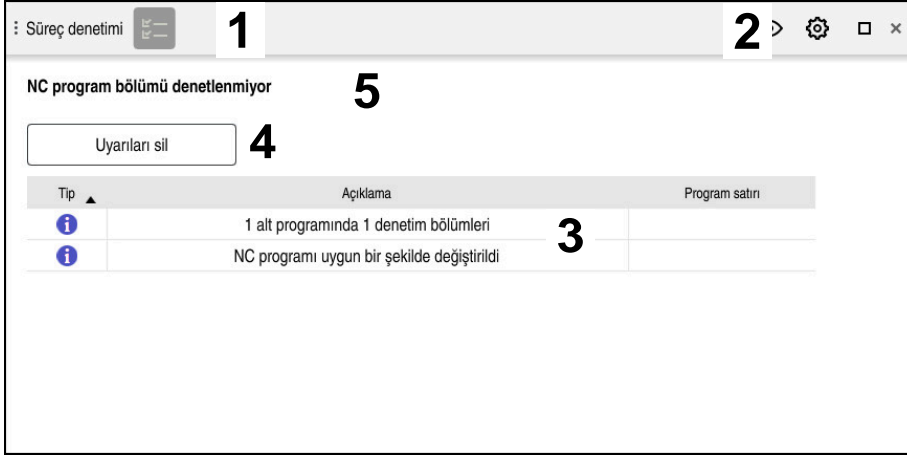 Süreç denetimi 1 2
NC program bölümü denetlenmiyor 5
Uyarıları sil 4
Tip Açıklama Program satırı
1 alt programında 1 denetim bölümleri
3
NC programı uygun bir şekilde değiştirildi